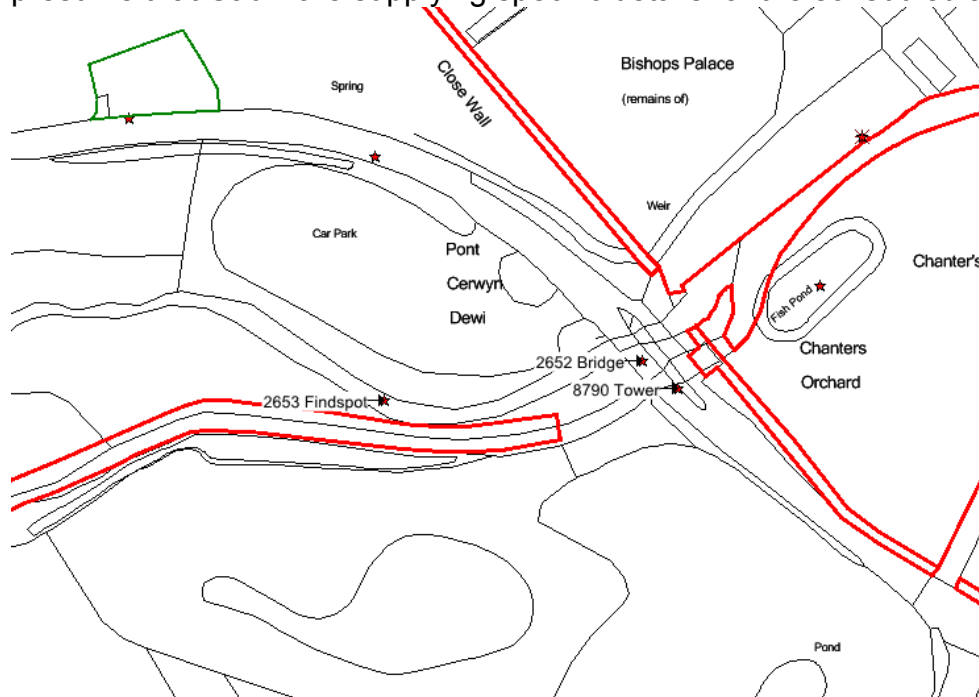 Spring
Close Wall
Bishops Palace
(remains of)
Weir
Car Park
Pont
Cerwyn
Dewi
Chanter's
Fish Pond
Chanters
Orchard
2652 Bridge
8790 Tower
2653 Findspot
Pond